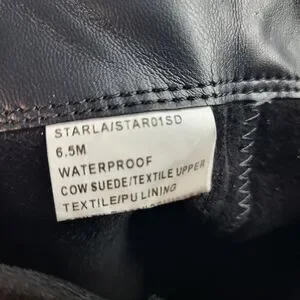 STARLA/STAR01SD
6.5M
WATERPROOF
COW SUEDE/TEXTILE UPPER
TEXTILE/PU LINING